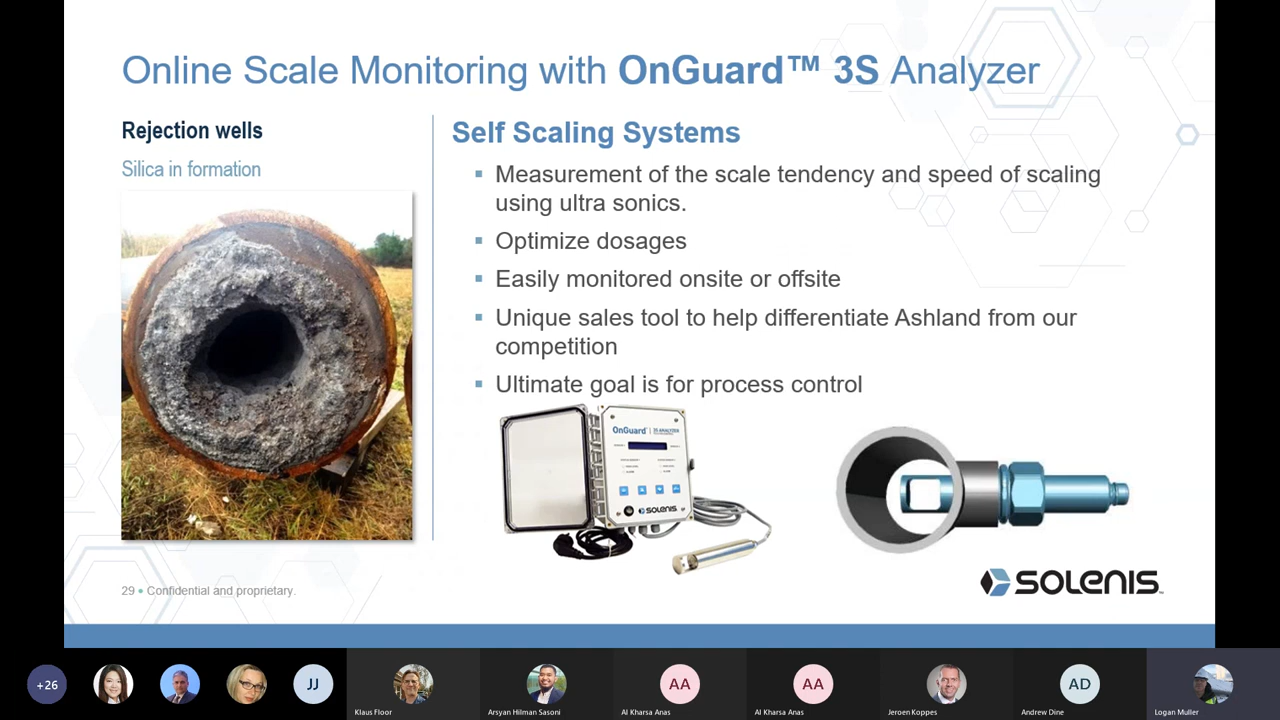 Online Scale Monitoring with OnGuard™ 3S Analyzer
Rejection wells
Silica in formation
Self Scaling Systems
▪ Measurement of the scale tendency and speed of scaling
using ultra sonics.
▪ Optimize dosages
▪ Easily monitored onsite or offsite
▪ Unique sales tool to help differentiate Ashland from our
competition
▪ Ultimate goal is for process control
OnGuard 3S ANALYZER
SOLENIS
SOLENIS
29 • Confidential and proprietary.
+26
JJ
AA
AA
AD
Klaus Floor
Arsyan Hilman Sasoni
Al Kharsa Anas
Al Kharsa Anas
Jeroen Koppes
Andrew Dine
Logan Muller